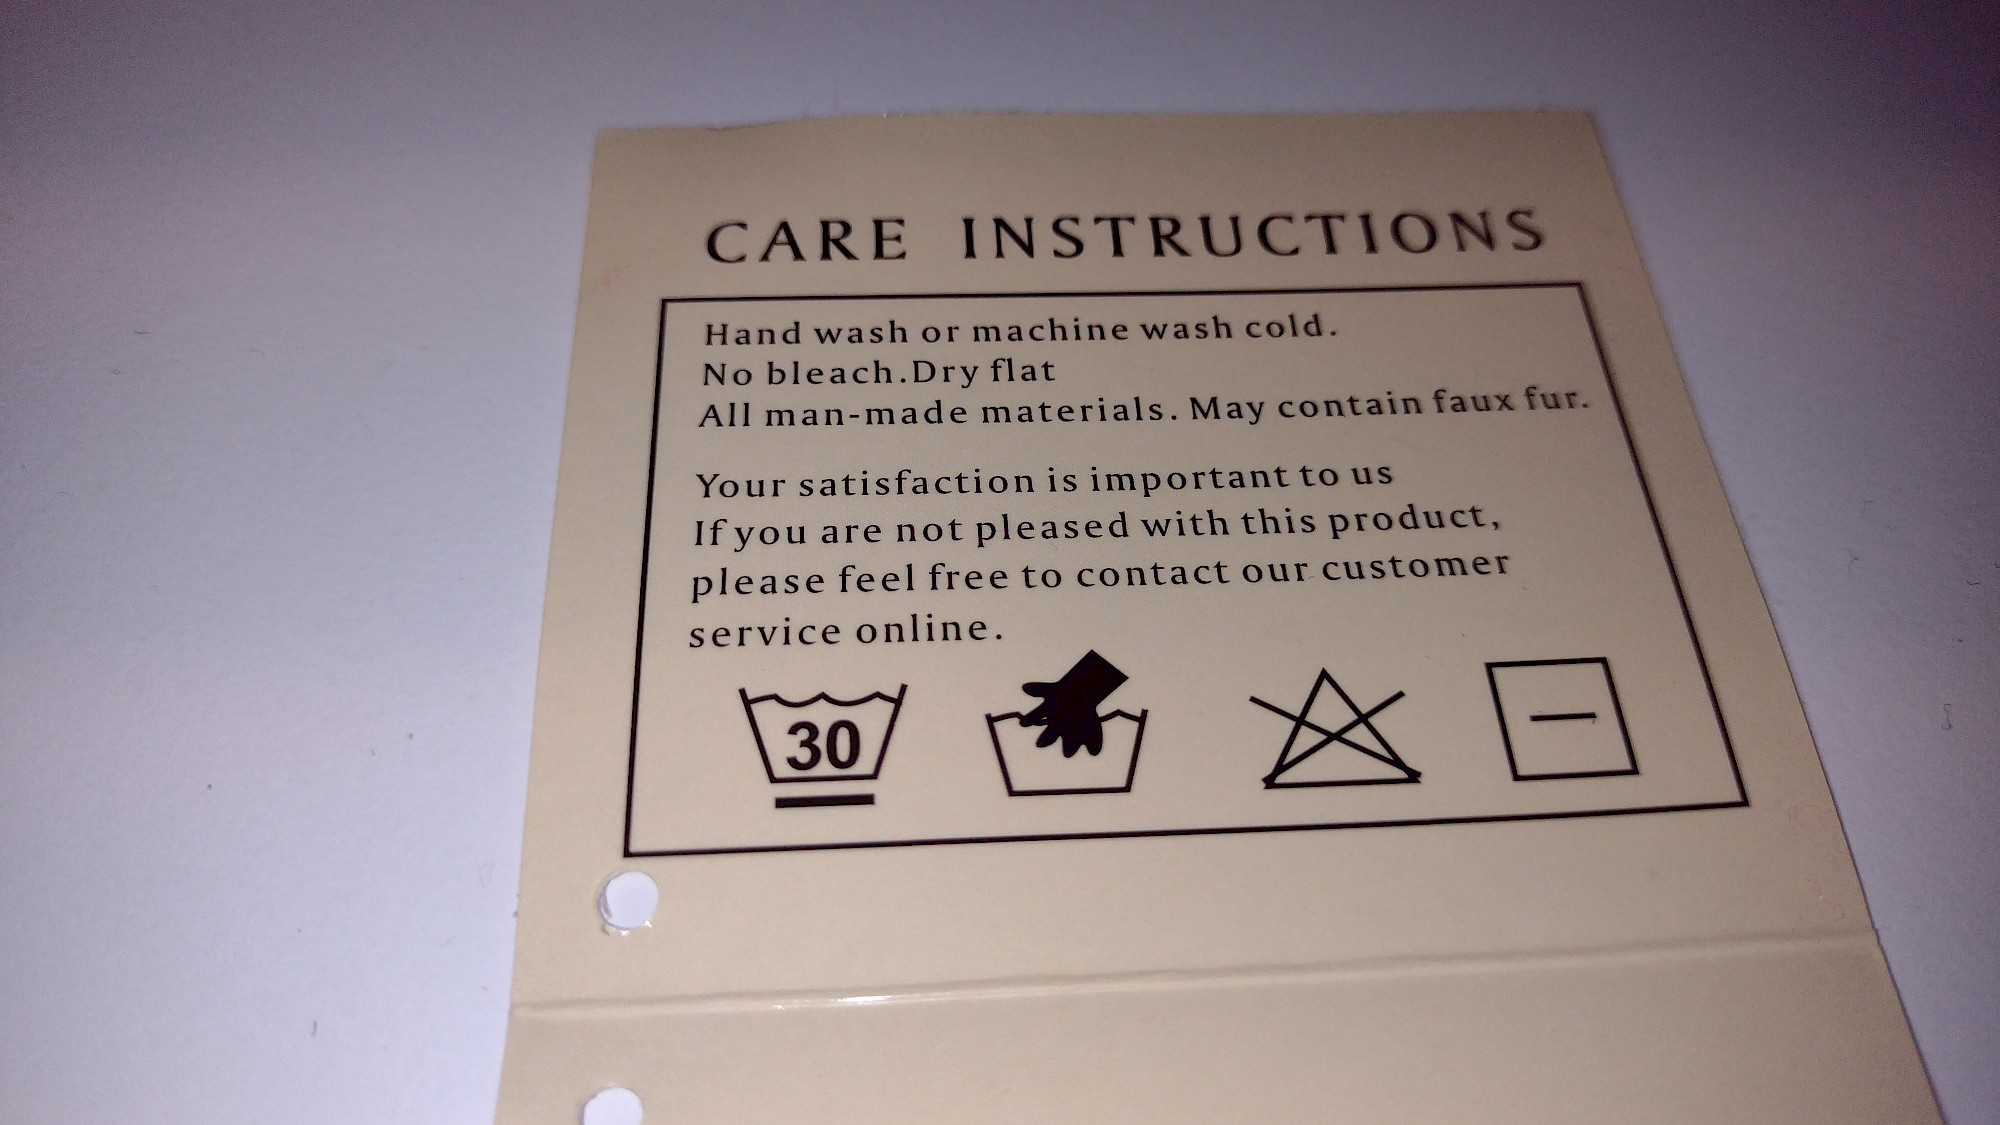 CARE INSTRUCTIONS
Hand wash or machine wash cold.
No bleach.Dry flat
All man-made materials. May contain faux fur.
Your satisfaction is important to us
If you are not pleased with this product,
please feel free to contact our customer
service online.
30